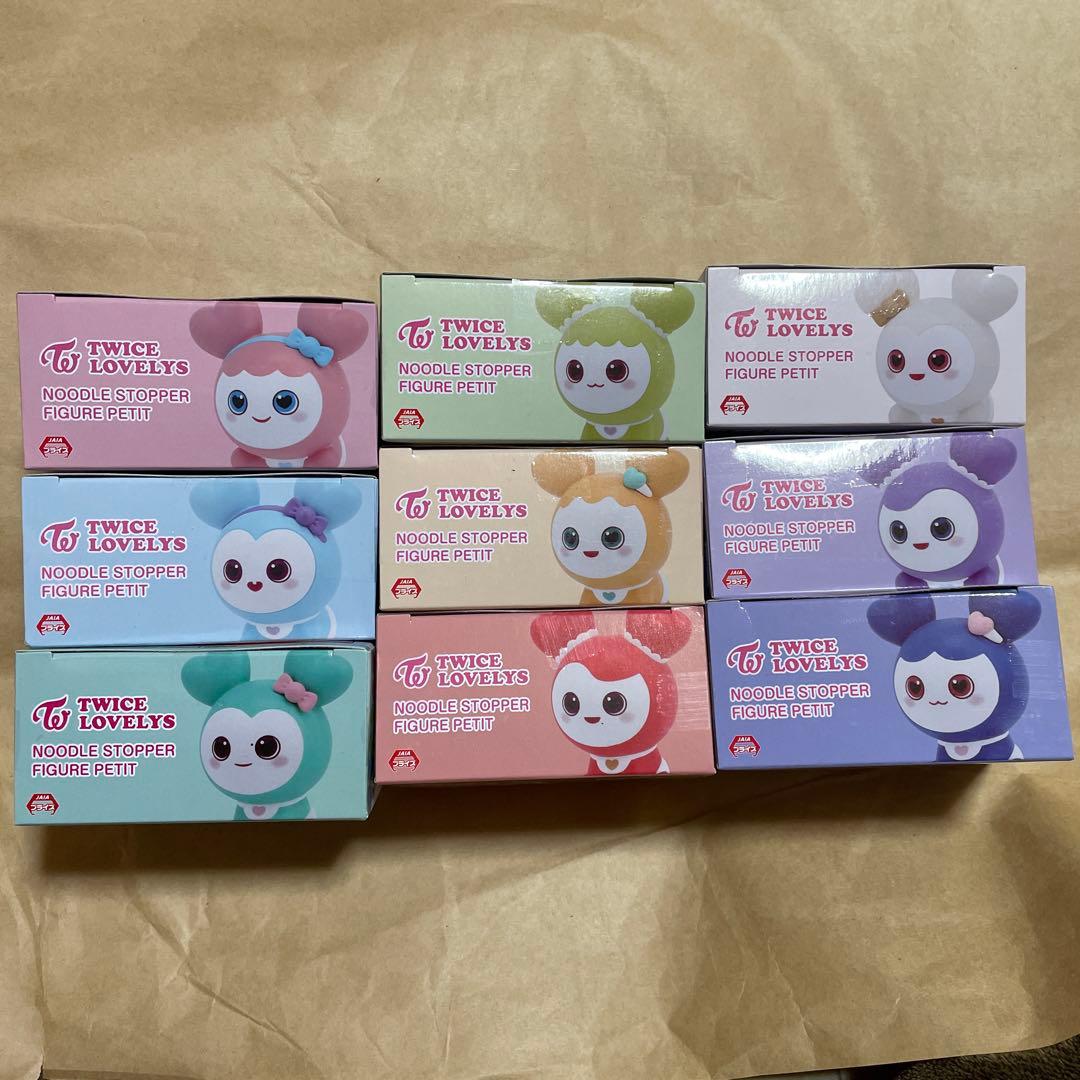 TWICE
LOVELYS
NOODLE STOPPER
FIGURE PETIT
JAIA
プライズ
TWICE
LOVELYS
NOODLE STOPPER
FIGURE PETIT
JAIA
プライズ
TWICE
LOVELYS
NOODLE STOPPER
FIGURE PETIT
JAIA
プライズ
TWICE
LOVELYS
NOODLE STOPPER
FIGURE PETIT
JAIA
プライズ
TWICE
LOVELYS
NOODLE STOPPER
FIGURE PETIT
JAIA
プライズ
TWICE
LOVELYS
NOODLE STOPPER
FIGURE PETIT
JAIA
プライズ
TWICE
LOVELYS
NOODLE STOPPER
FIGURE PETIT
JAIA
プライズ
TWICE
LOVELYS
NOODLE STOPPER
FIGURE PETIT
JAIA
プライズ
TWICE
LOVELYS
NOODLE STOPPER
FIGURE PETIT
JAIA
プライズ